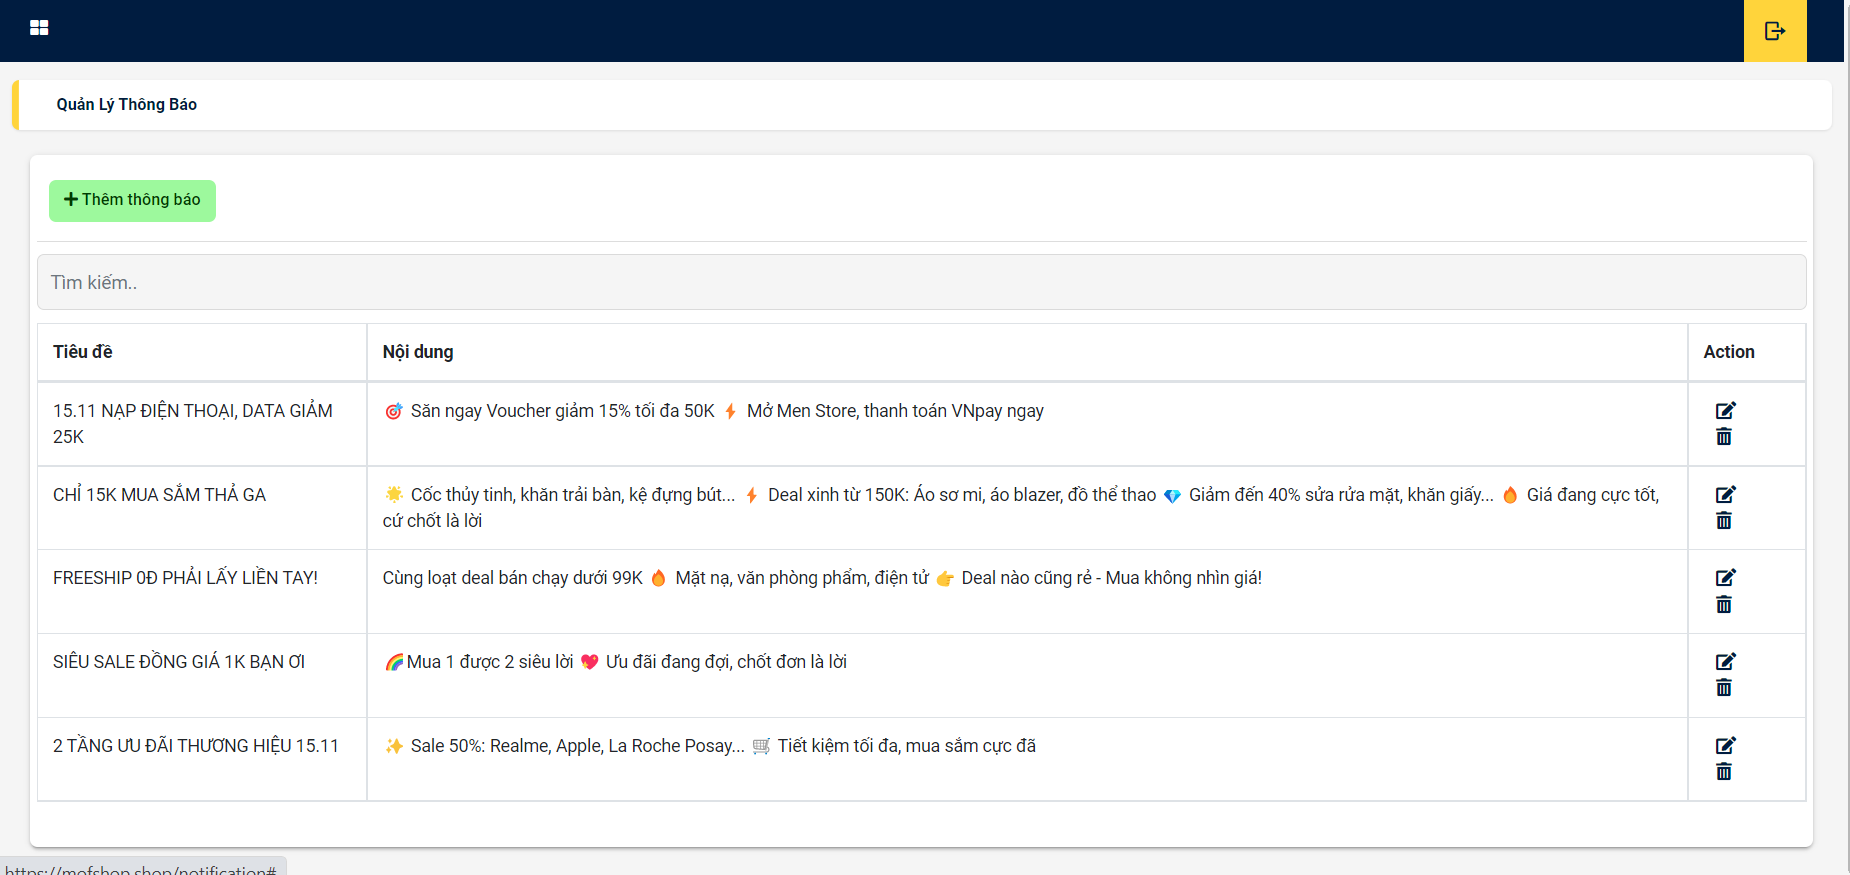 Quản Lý Thông Báo
Thêm thông báo
Tìm kiếm..
Tiêu đề
Nội dung
Action
15.11 NẠP ĐIỆN THOẠI, DATA GIẢM
25K
🎯 Săn ngay Voucher giảm 15% tối đa 50K ⚡ Mở Men Store, thanh toán VNpay ngay
CHỈ 15K MUA SẮM THẢ GA
🌟 Cốc thủy tinh, khăn trải bàn, kệ đựng bút... ⚡ Deal xinh từ 150K: Áo sơ mi, áo blazer, đồ thể thao 💎 Giảm đến 40% sửa rửa mặt, khăn giấy... 🔥 Giá đang cực tốt,
cứ chốt là lời
FREESHIP 0Đ PHẢI LẤY LIỀN TAY!
Cùng loạt deal bán chạy dưới 99K 🔥 Mặt nạ, văn phòng phẩm, điện tử 👉 Deal nào cũng rẻ - Mua không nhìn giá!
SIÊU SALE ĐỒNG GIÁ 1K BẠN ƠI
🌈Mua 1 được 2 siêu lời 💖 Ưu đãi đang đợi, chốt đơn là lời
2 TẦNG ƯU ĐÃI THƯƠNG HIỆU 15.11
✨ Sale 50%: Realme, Apple, La Roche Posay... 🛒 Tiết kiệm tối đa, mua sắm cực đã
https://mofshop.shop/notification#